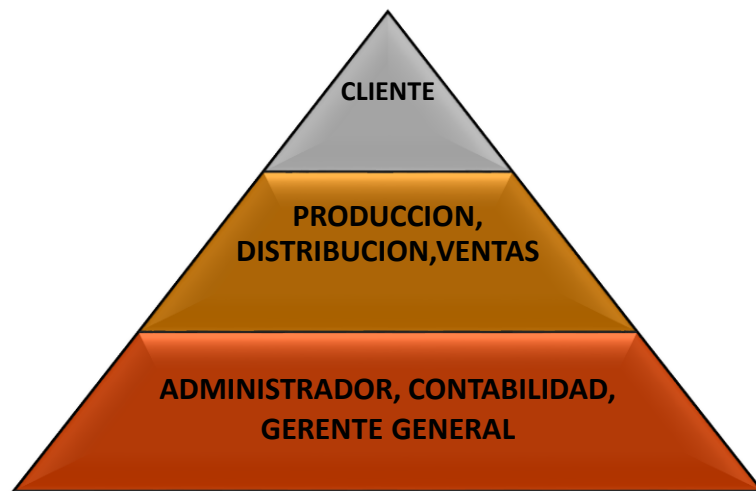 CLIENTE
PRODUCCION,
DISTRIBUCION,VENTAS
ADMINISTRADOR, CONTABILIDAD,
GERENTE GENERAL